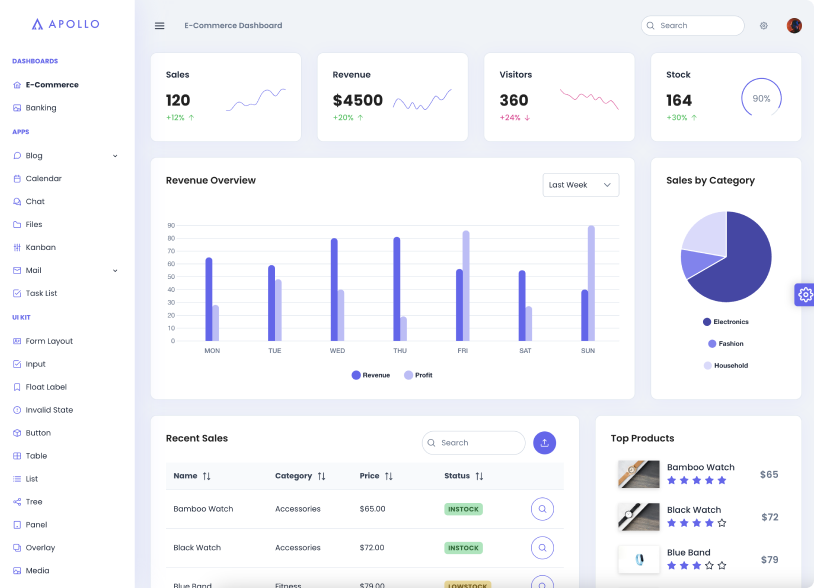 APOLLO
E-Commerce Dashboard
Search
DASHBOARDS
E-Commerce
Banking
APPS
Blog
Calendar
Chat
Files
Kanban
Mail
Task List
UI KIT
Form Layout
Input
Float Label
Invalid State
Button
Table
List
Tree
Panel
Overlay
Media
Sales
120
+12%
Revenue
$4500
+20%
Visitors
360
+24%
Stock
164
+30%
90%
Revenue Overview
Last Week
90
80
70
60
50
40
30
20
10
0
MON TUE WED THU FRI SAT SUN
Revenue Profit
Sales by Category
Electronics
Fashion
Household
Recent Sales
Search
Name Category Price Status
Bamboo Watch Accessories $65.00 INSTOCK
Black Watch Accessories $72.00 INSTOCK
Blue Band Fitness $79.00 LOWSTOCK
Top Products
Bamboo Watch
$65
Black Watch
$72
Blue Band
$79